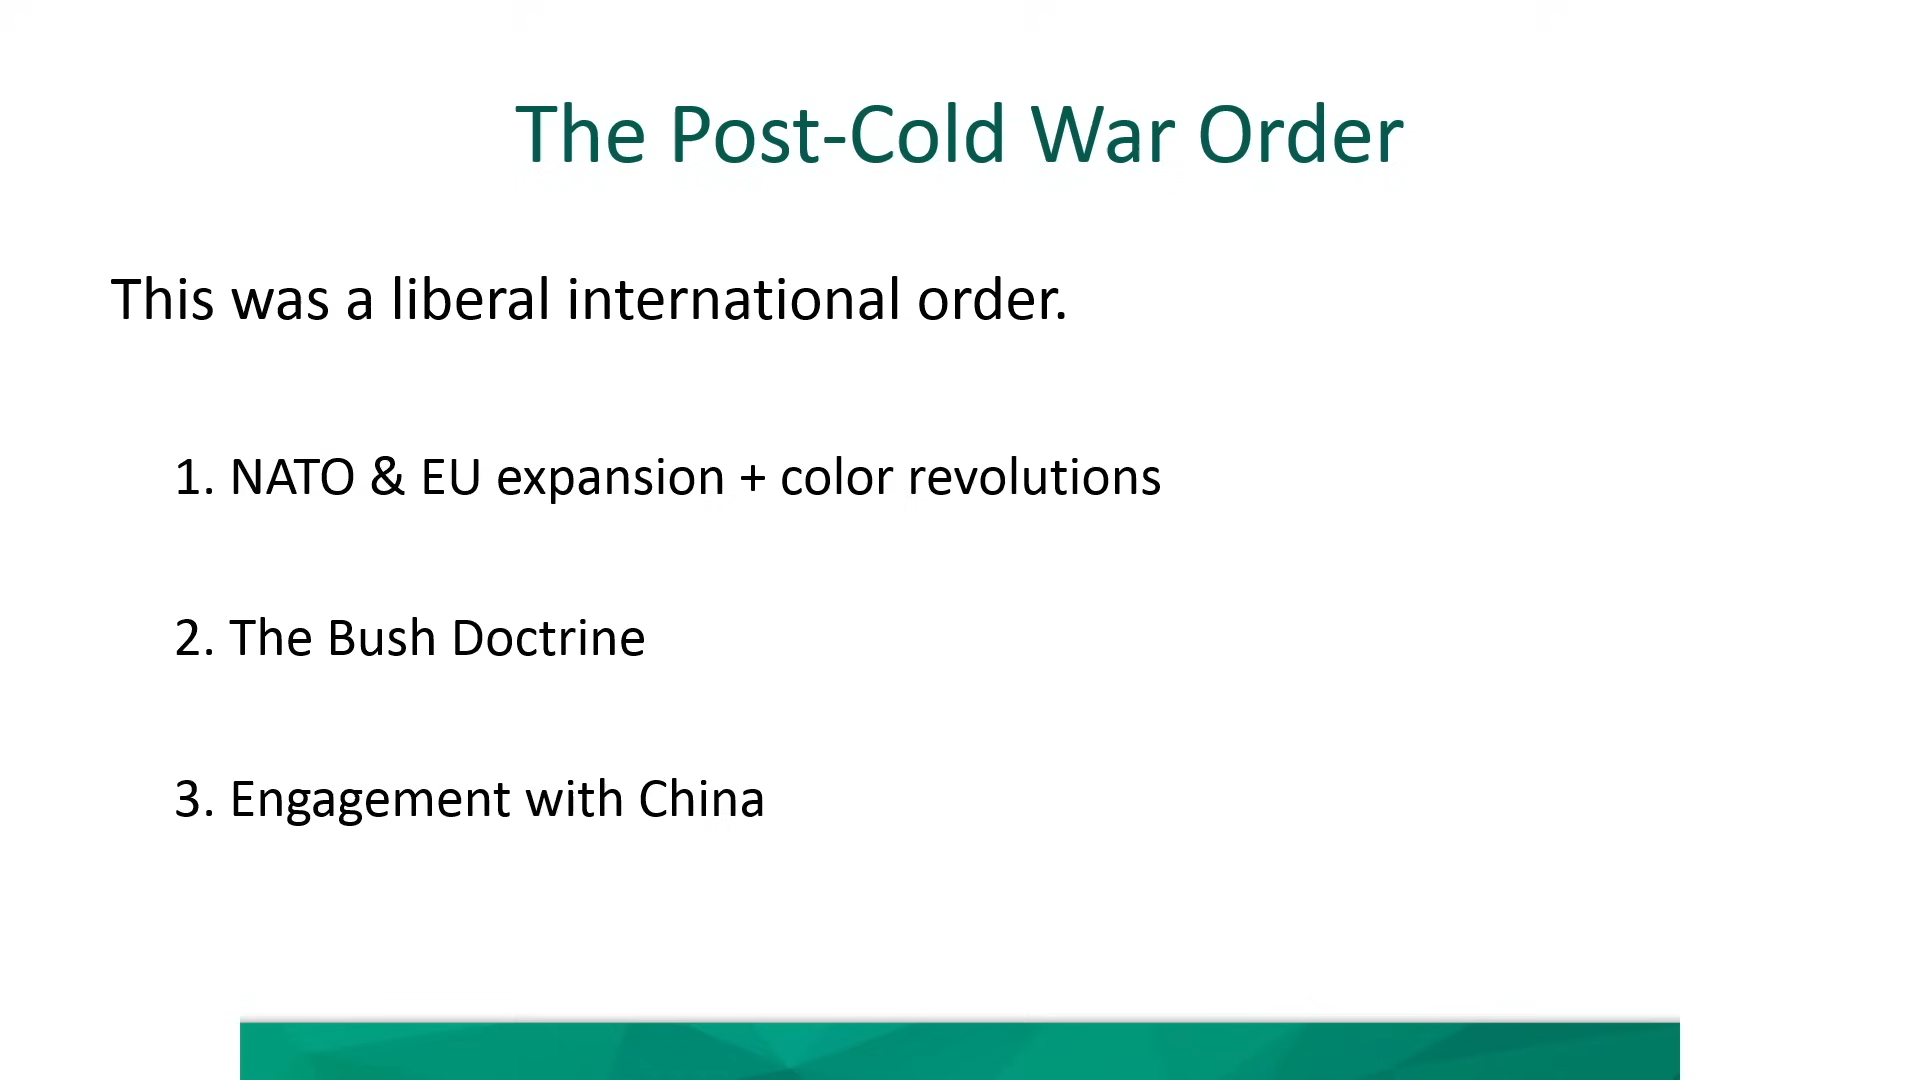 The Post-Cold War Order
This was a liberal international order.
1. NATO & EU expansion + color revolutions
2. The Bush Doctrine
3. Engagement with China